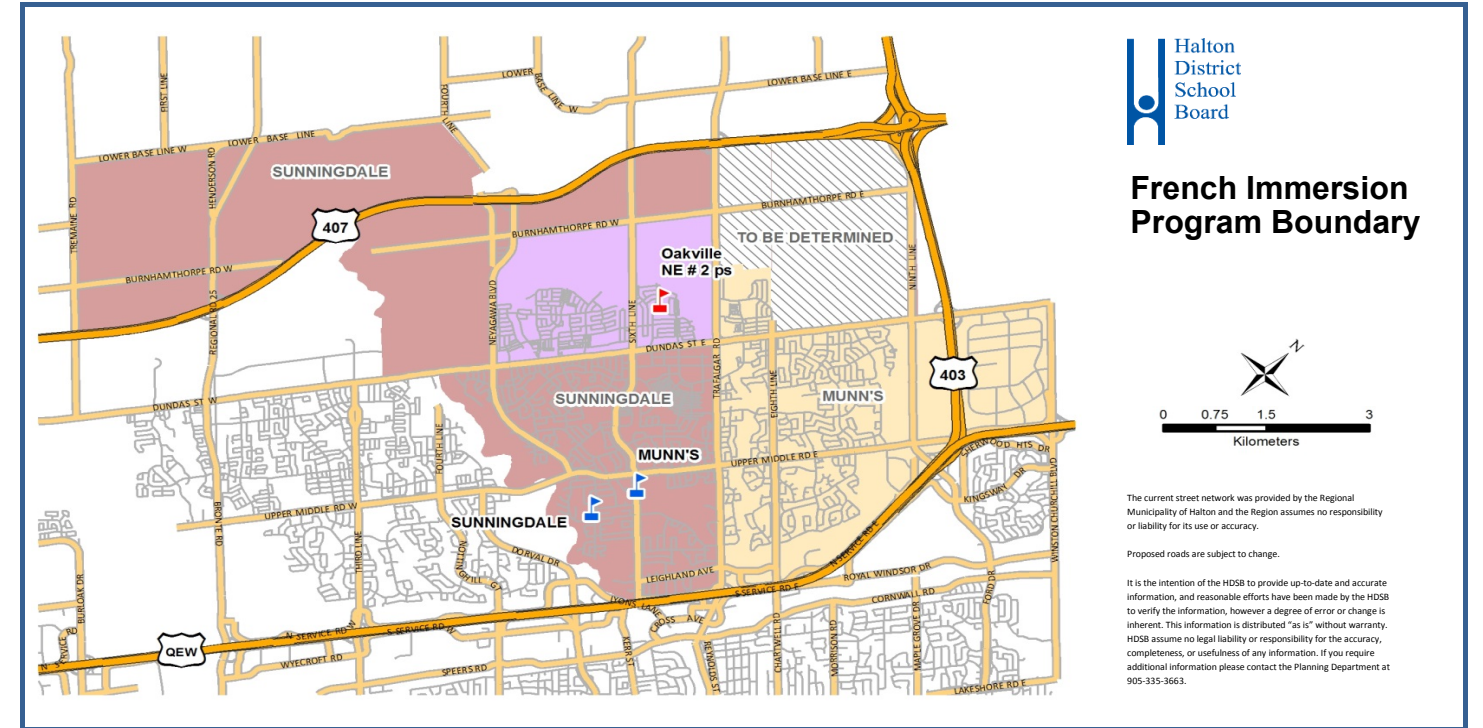 Halton
District
School
Board
French Immersion
Program Boundary
N
0 0.75 1.5 3
Kilometers
The current street network was provided by the Regional
Municipality of Halton and the Region assumes no responsibility
or liability for its use or accuracy.
Proposed roads are subject to change.
It is the intention of the HDSB to provide up-to-date and accurate
information, and reasonable efforts have been made by the HDSB
to verify the information, however a degree of error or change is
inherent. This information is distributed “as is” without warranty.
HDSB assume no legal liability or responsibility for the accuracy,
completeness, or usefulness of any information. If you require
additional information please contact the Planning Department at
905-335-3663.
FIRST LINE
FOURTH LINE
LOWER BASE LINE W
LOWER BASE LINE E
LOWER BASE LINE W
LOWER BASE LINE
HENDERSON RD
TREMAINE RD
SUNNINGDALE
407
BURNHAMTHORPE RD W
BURNHAMTHORPE RD W
BURNHAMTHORPE RD E
TO BE DETERMINED
Oakville
NE # 2 ps
REGIONAL RD 25
NEYAGAWA BLVD
SIXTH LINE
TRAFALGAR RD
NINTH LINE
DUNDAS ST E
DUNDAS ST W
EIGHTH LINE
403
SUNNINGDALE
MUNN'S
FOURTH LINE
MUNN'S
UPPER MIDDLE RD E
UPPER MIDDLE RD W
SHERWOOD HTS DR
KINGSWAY DR
WINSTON CHURCHILL BLVD
SUNNINGDALE
BRONTE RD
THIRD LINE
NOTTINGHILL GT
DORVAL DR
N SERVICE RD E
LEIGHLAND AVE
ROYAL WINDSOR DR
S SERVICE RD E
CORNWALL RD
FORD DR
BURLOAK DR
LYONS LANE
CROSS AVE
N SERVICE RD W
S SERVICE RD W
N SERVICE RD
QEW
WYECROFT RD
SPEERS RD
KERR ST
REYNOLDS ST
CHARTWELL RD
MORRISON RD
MAPLE GROVE DR
LAKESHORE RD E